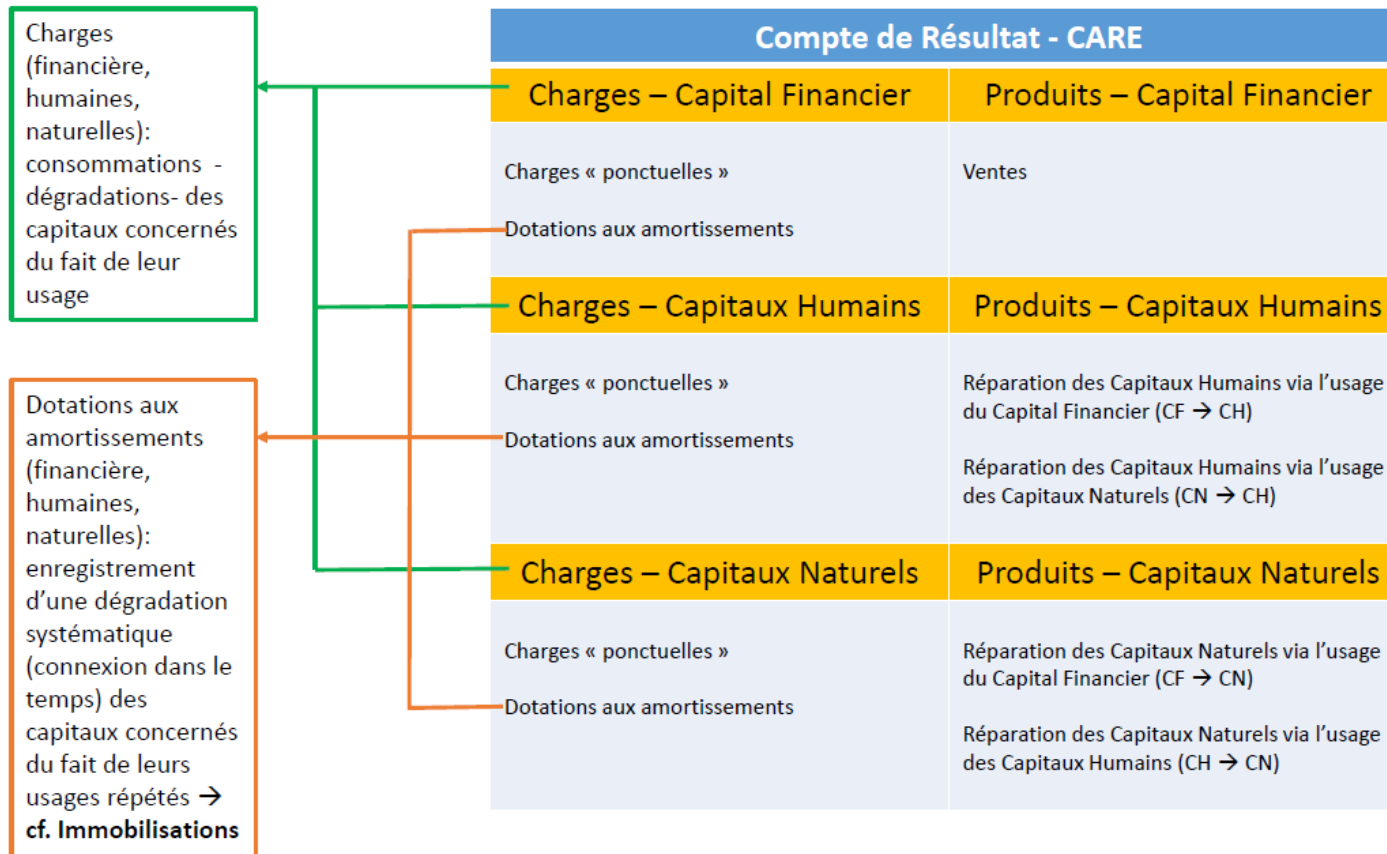 Charges
(financière,
humaines,
naturelles):
consommations -
dégradations- des
capitaux concernés
du fait de leur
usage
Dotations aux
amortissements
(financière,
humaines,
naturelles):
enregistrement
d'une dégradation
systématique
(connexion dans le
temps) des
capitaux concernés
du fait de leurs
usages répétés →
cf. Immobilisations
Compte de Résultat - CARE
Charges – Capital Financier
Produits – Capital Financier
Charges « ponctuelles »
Ventes
Dotations aux amortissements
Charges – Capitaux Humains
Produits – Capitaux Humains
Charges « ponctuelles »
Dotations aux amortissements
Réparation des Capitaux Humains via l'usage
du Capital Financier (CF → CH)
Réparation des Capitaux Humains via l'usage
des Capitaux Naturels (CN → CH)
Charges – Capitaux Naturels
Produits – Capitaux Naturels
Charges « ponctuelles »
Dotations aux amortissements
Réparation des Capitaux Naturels via l'usage
du Capital Financier (CF → CN)
Réparation des Capitaux Naturels via l'usage
des Capitaux Humains (CH → CN)